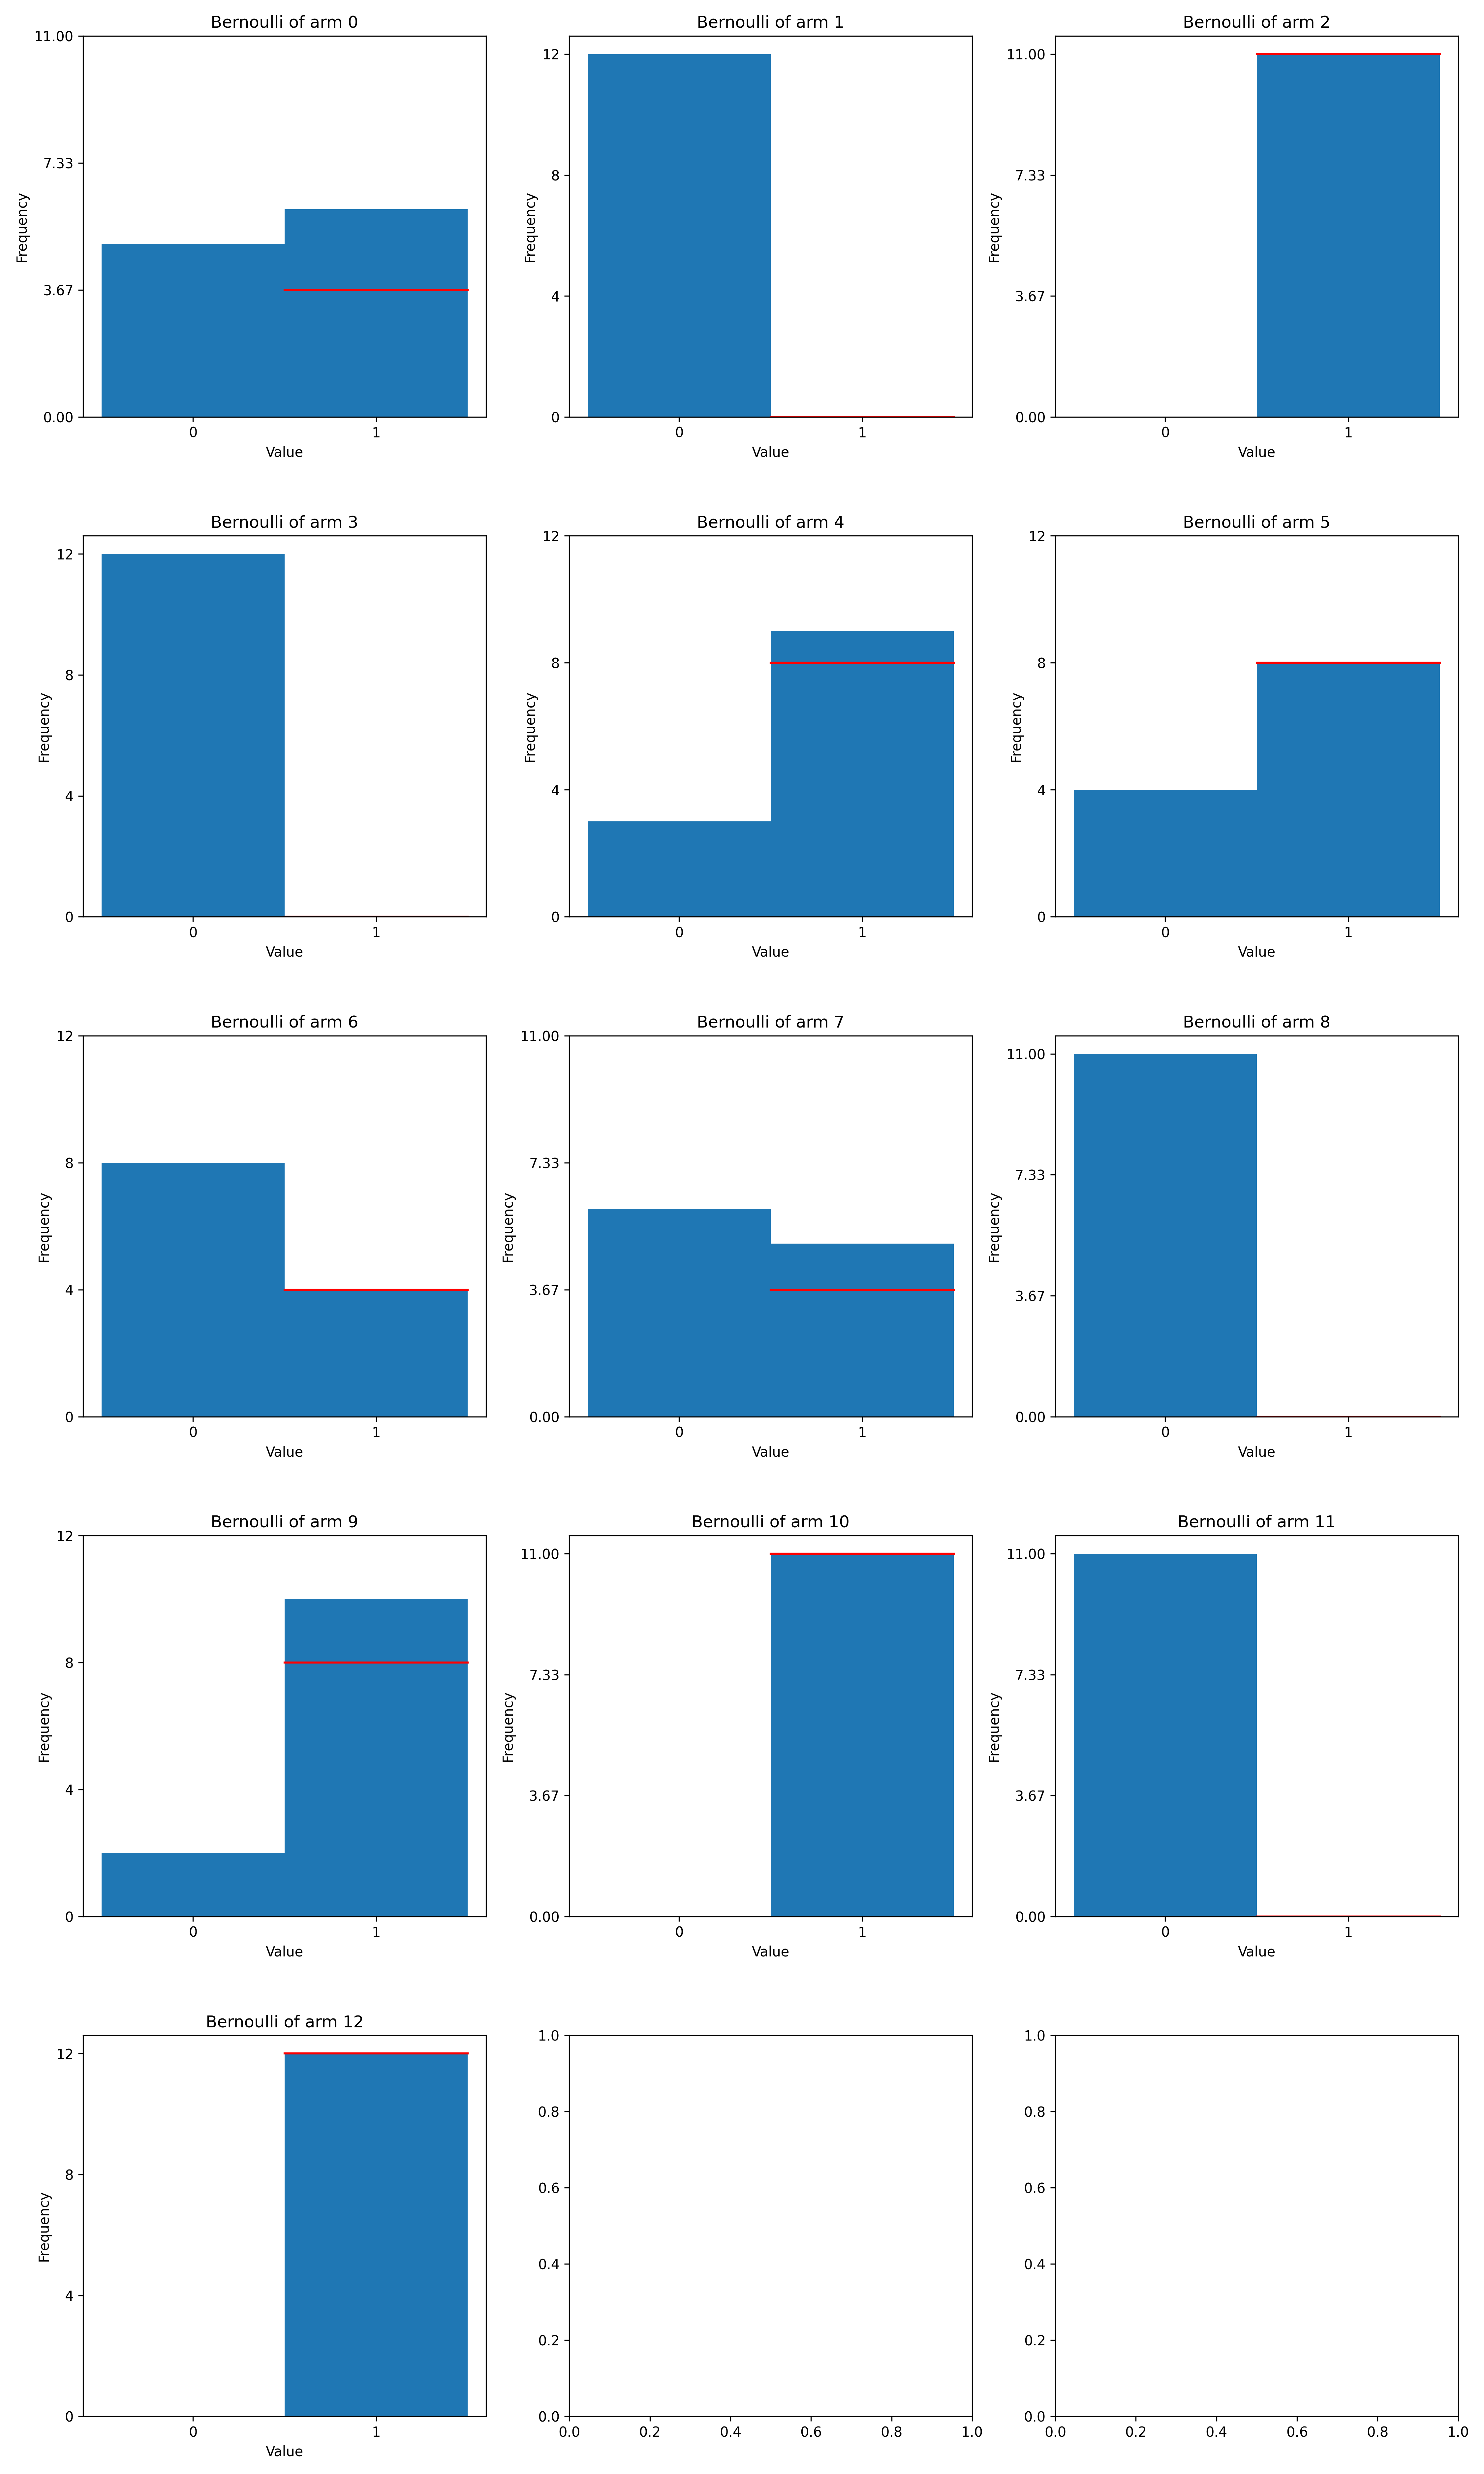 Bernoulli of arm 0
11.00
7.33
3.67
0.00
Frequency
0 1
Value
Bernoulli of arm 1
12
8
4
0
Frequency
0 1
Value
Bernoulli of arm 2
11.00
7.33
3.67
0.00
Frequency
0 1
Value
Bernoulli of arm 3
12
8
4
0
Frequency
0 1
Value
Bernoulli of arm 4
12
8
4
0
Frequency
0 1
Value
Bernoulli of arm 5
12
8
4
0
Frequency
0 1
Value
Bernoulli of arm 6
12
8
4
0
Frequency
0 1
Value
Bernoulli of arm 7
11.00
7.33
3.67
0.00
Frequency
0 1
Value
Bernoulli of arm 8
11.00
7.33
3.67
0.00
Frequency
0 1
Value
Bernoulli of arm 9
12
8
4
0
Frequency
0 1
Value
Bernoulli of arm 10
11.00
7.33
3.67
0.00
Frequency
0 1
Value
Bernoulli of arm 11
11.00
7.33
3.67
0.00
Frequency
0 1
Value
Bernoulli of arm 12
12
8
4
0
Frequency
0 1
Value
1.0
0.8
0.6
0.4
0.2
0.0
0.0 0.2 0.4 0.6 0.8 1.0
1.0
0.8
0.6
0.4
0.2
0.0
0.0 0.2 0.4 0.6 0.8 1.0